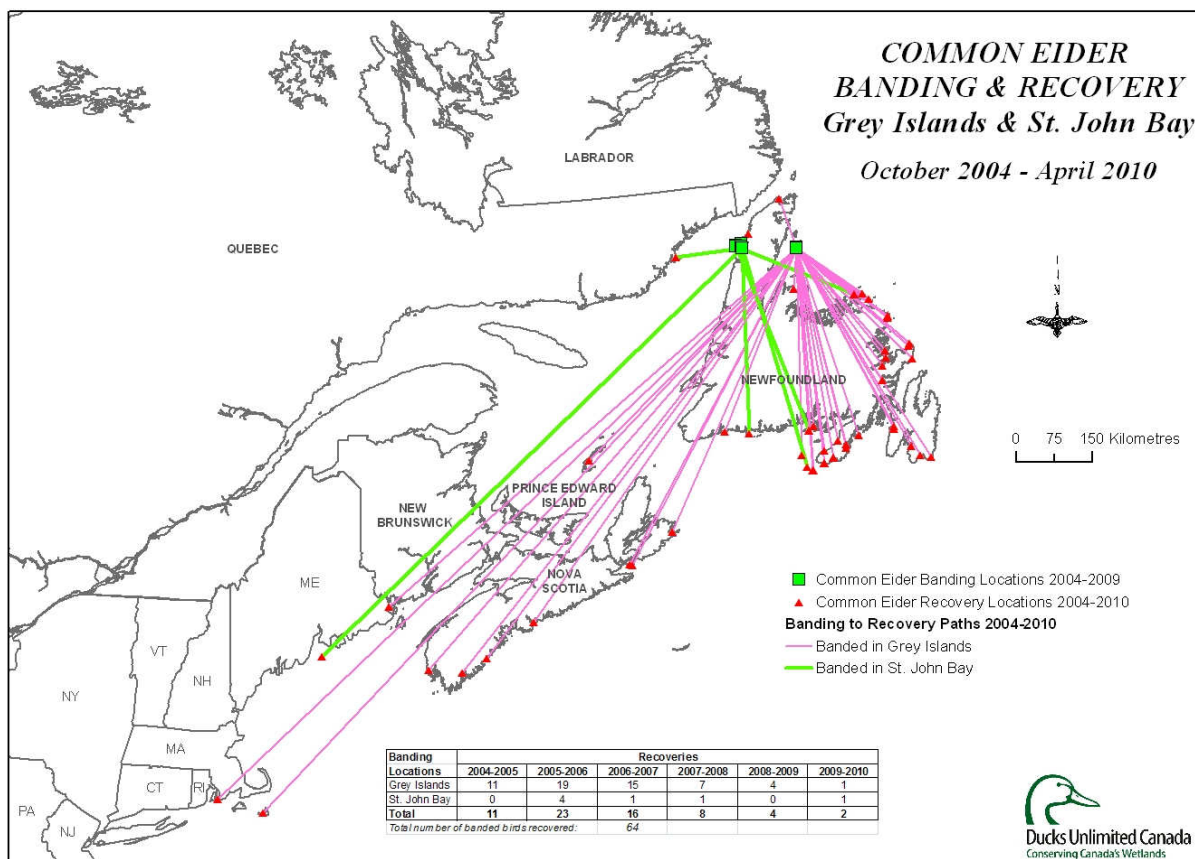 COMMON EIDER
BANDING & RECOVERY
Grey Islands & St. John Bay
October 2004 - April 2010
LABRADOR
QUEBEC
NEWFOUNDLAND
0 75 150 Kilometres
PRINCE EDWARD
ISLAND
NEW
BRUNSWICK
NOVA
SCOTIA
ME
VT
NH
NY
MA
CT
RI
PA
NJ
Common Eider Banding Locations 2004-2009
Common Eider Recovery Locations 2004-2010
Banding to Recovery Paths 2004-2010
Banded in Grey Islands
Banded in St. John Bay
Banding Recoveries
Locations 2004-2005 2005-2006 2006-2007 2007-2008 2008-2009 2009-2010
Grey Islands 11 19 15 7 4 1
St. John Bay 0 4 1 1 0 1
Total 11 23 16 8 4 2
Total number of banded birds recovered: 64
Ducks Unlimited Canada
Conserving Canada's Wetlands